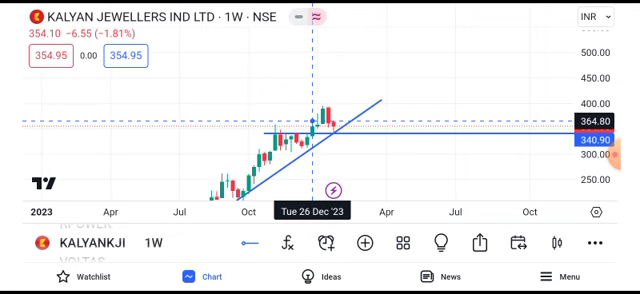 KALYAN JEWELLERS IND LTD · 1W · NSE
INR
354.10 −6.55 (−1.81%)
354.95 0.00 354.95
500.00
450.00
400.00
364.80
340.90
300.00
250.00
2023 Apr Jul Oct Tue 26 Dec '23 Apr Jul Oct
KALYANKJI 1W
VOLTAS
Watchlist Chart Ideas News Menu